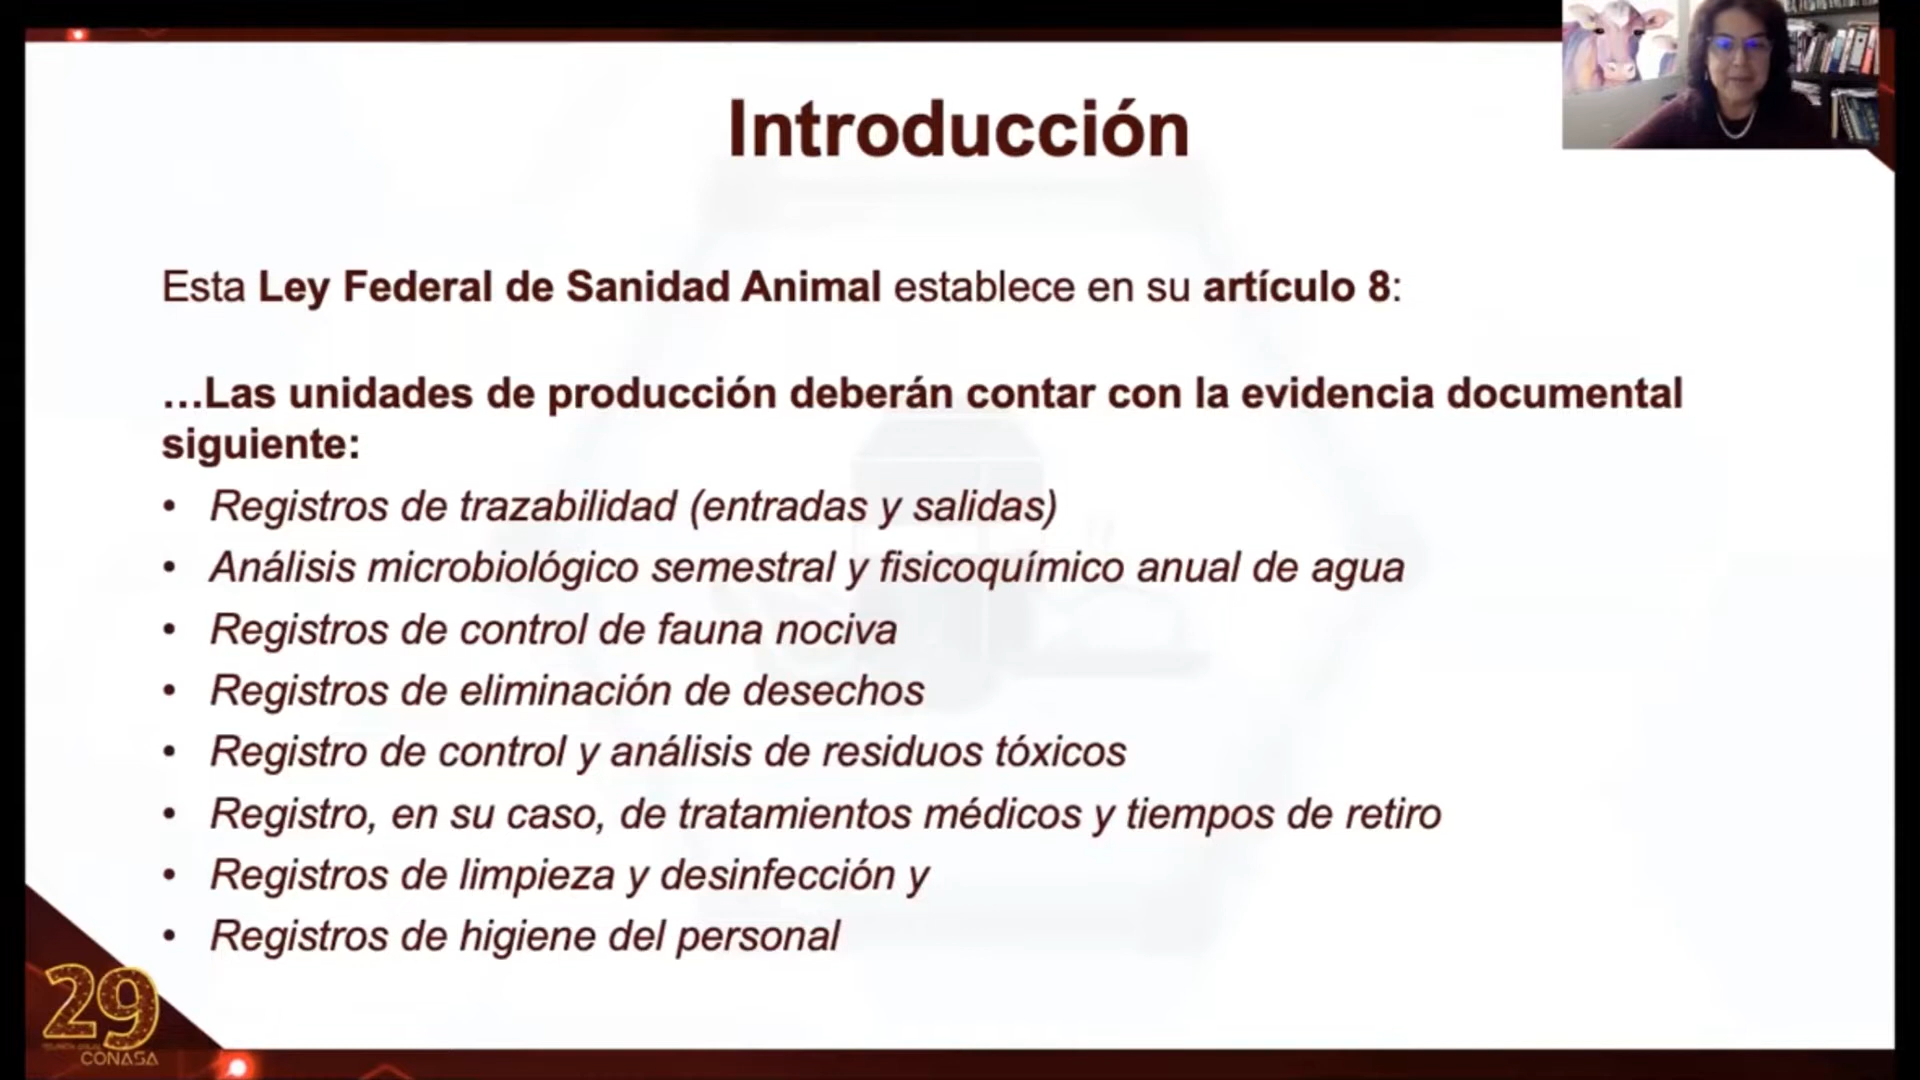 Introducción
Esta Ley Federal de Sanidad Animal establece en su artículo 8:
…Las unidades de producción deberán contar con la evidencia documental
siguiente:
• Registros de trazabilidad (entradas y salidas)
• Análisis microbiológico semestral y fisicoquímico anual de agua
• Registros de control de fauna nociva
• Registros de eliminación de desechos
• Registro de control y análisis de residuos tóxicos
• Registro, en su caso, de tratamientos médicos y tiempos de retiro
• Registros de limpieza y desinfección y
• Registros de higiene del personal
29
CONASA